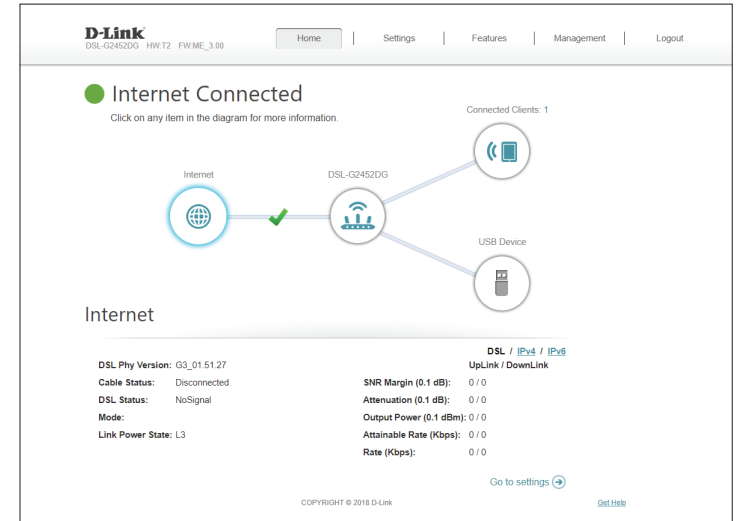 D-Link
DSL-G2452DG HW:T2 FW:ME_3.00
Home
Settings
Features
Management
Logout
Internet Connected
Click on any item in the diagram for more information.
Connected Clients: 1
Internet
DSL-G2452DG
USB Device
Internet
DSL / IPv4 / IPv6
DSL Phy Version: G3_01.51.27
UpLink / DownLink
Cable Status: Disconnected
SNR Margin (0.1 dB): 0 / 0
DSL Status: NoSignal
Attenuation (0.1 dB): 0 / 0
Mode:
Output Power (0.1 dBm): 0 / 0
Link Power State: L3
Attainable Rate (Kbps): 0 / 0
Rate (Kbps): 0 / 0
Go to settings
COPYRIGHT © 2018 D-Link
Get Help